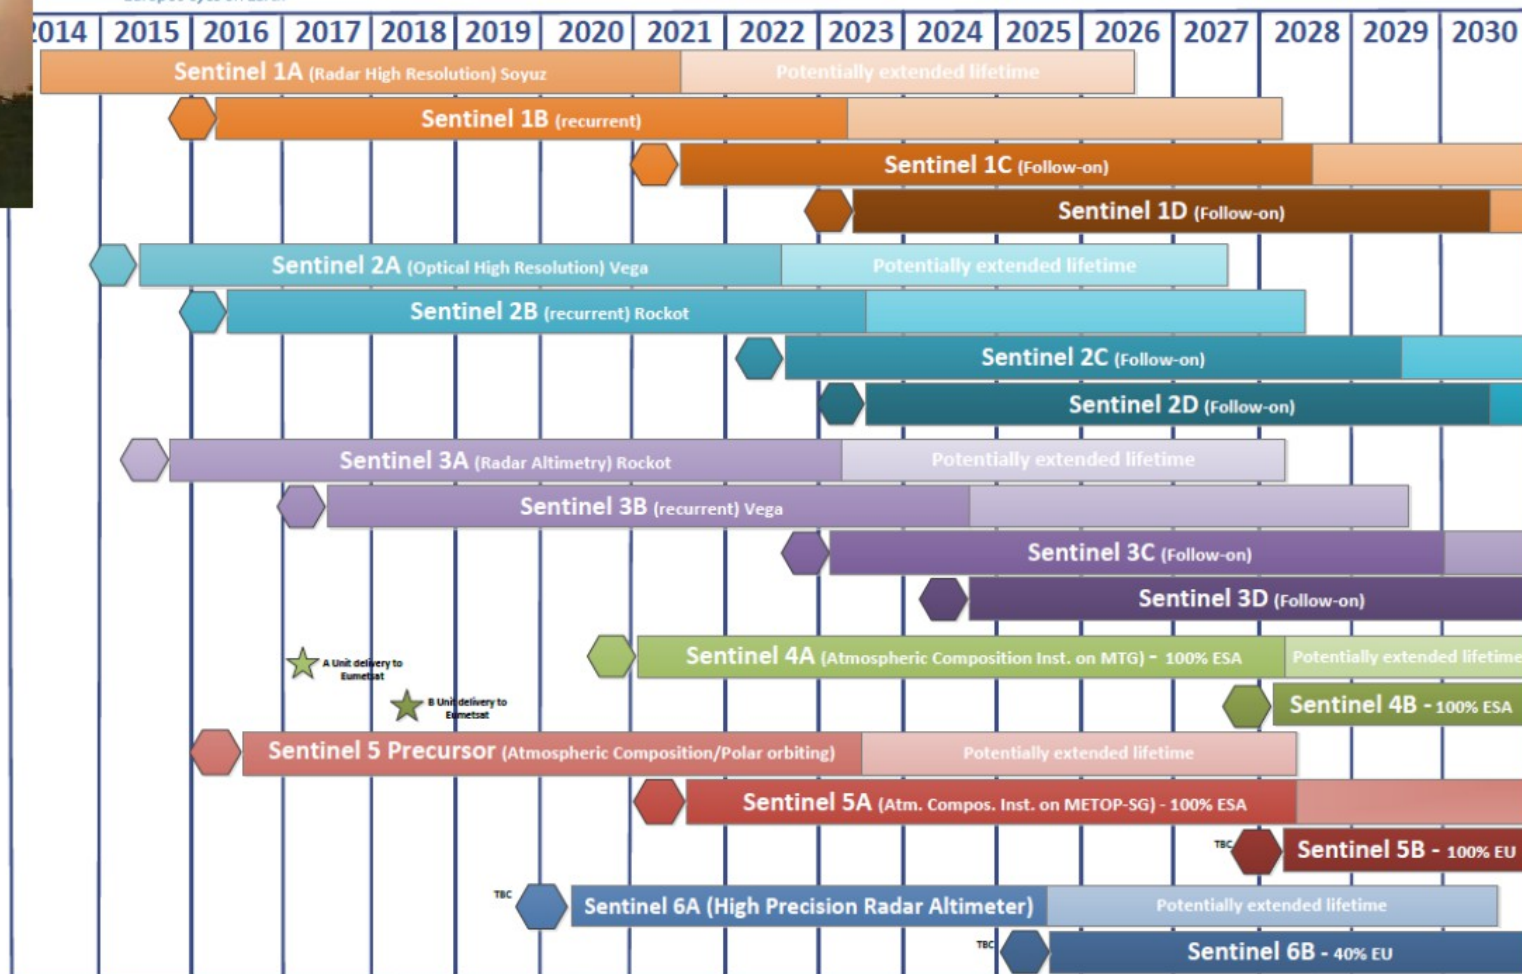 2014 2015 2016 2017 2018 2019 2020 2021 2022 2023 2024 2025 2026 2027 2028 2029 2030
Sentinel 1A (Radar High Resolution) Soyuz Potentially extended lifetime
Sentinel 1B (recurrent)
Sentinel 1C (Follow-on)
Sentinel 1D (Follow-on)
Sentinel 2A (Optical High Resolution) Vega Potentially extended lifetime
Sentinel 2B (recurrent) Rockot
Sentinel 2C (Follow-on)
Sentinel 2D (Follow-on)
Sentinel 3A (Radar Altimetry) Rockot Potentially extended lifetime
Sentinel 3B (recurrent) Vega
Sentinel 3C (Follow-on)
Sentinel 3D (Follow-on)
A Unit delivery to
Eumetsat
Sentinel 4A (Atmospheric Composition Inst. on MTG) - 100% ESA Potentially extended lifetime
B Unit delivery to
Eumetsat
Sentinel 4B - 100% ESA
Sentinel 5 Precursor (Atmospheric Composition/Polar orbiting) Potentially extended lifetime
Sentinel 5A (Atm. Compos. Inst. on METOP-SG) - 100% ESA
TBC Sentinel 5B - 100% EU
TBC Sentinel 6A (High Precision Radar Altimeter) Potentially extended lifetime
TBC Sentinel 6B - 40% EU